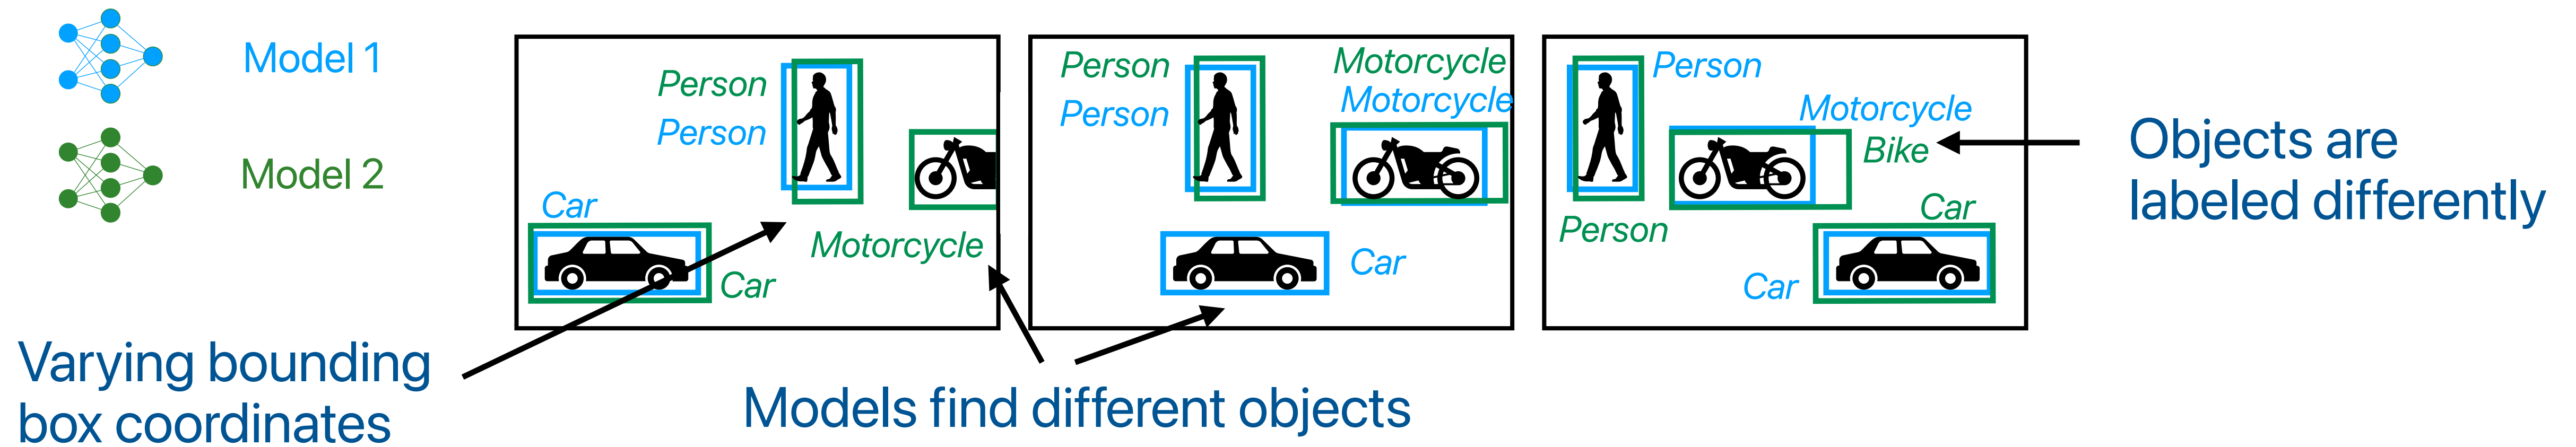 Model 1
Model 2
Person
Person
Car
Motorcycle
Car
Person
Person
Motorcycle
Motorcycle
Car
Person
Motorcycle
Bike
Person
Car
Car
Objects are
labeled differently
Varying bounding
box coordinates
Models find different objects